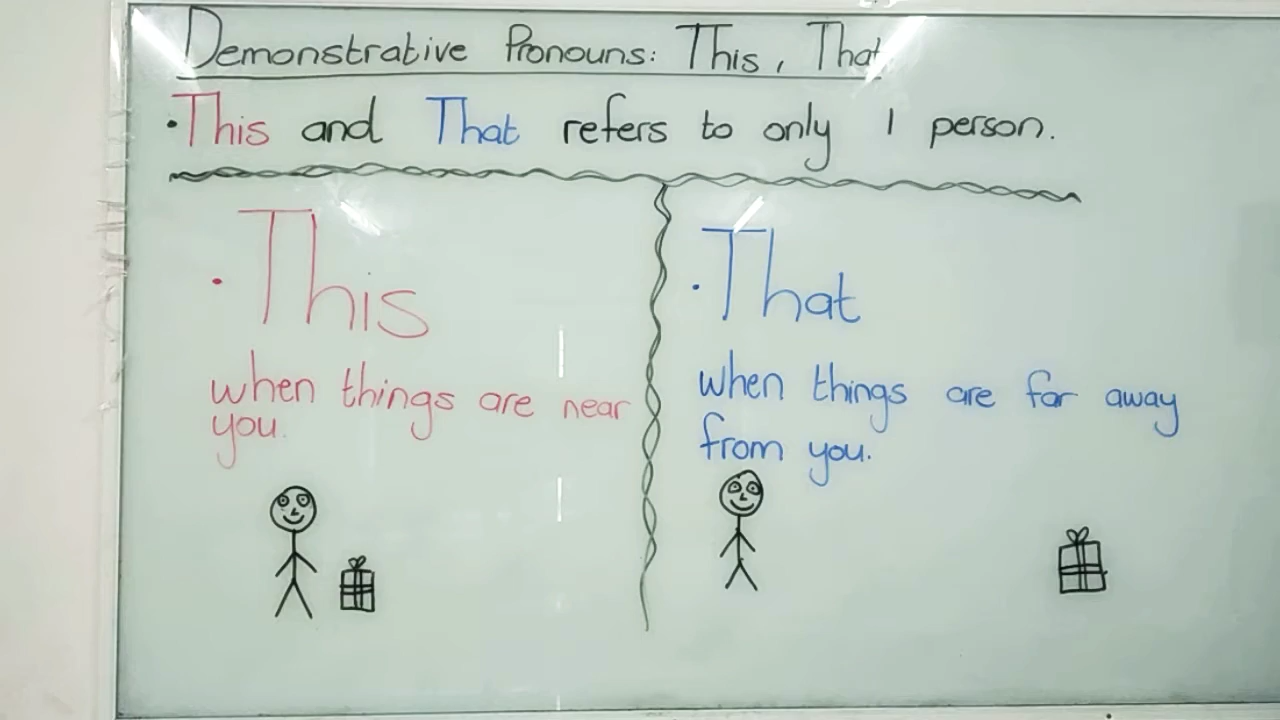 Demonstrative Pronouns: This, That
• This and That refers to only 1 person.
• This
when things are near
you.
• That
when things are far away
from you.